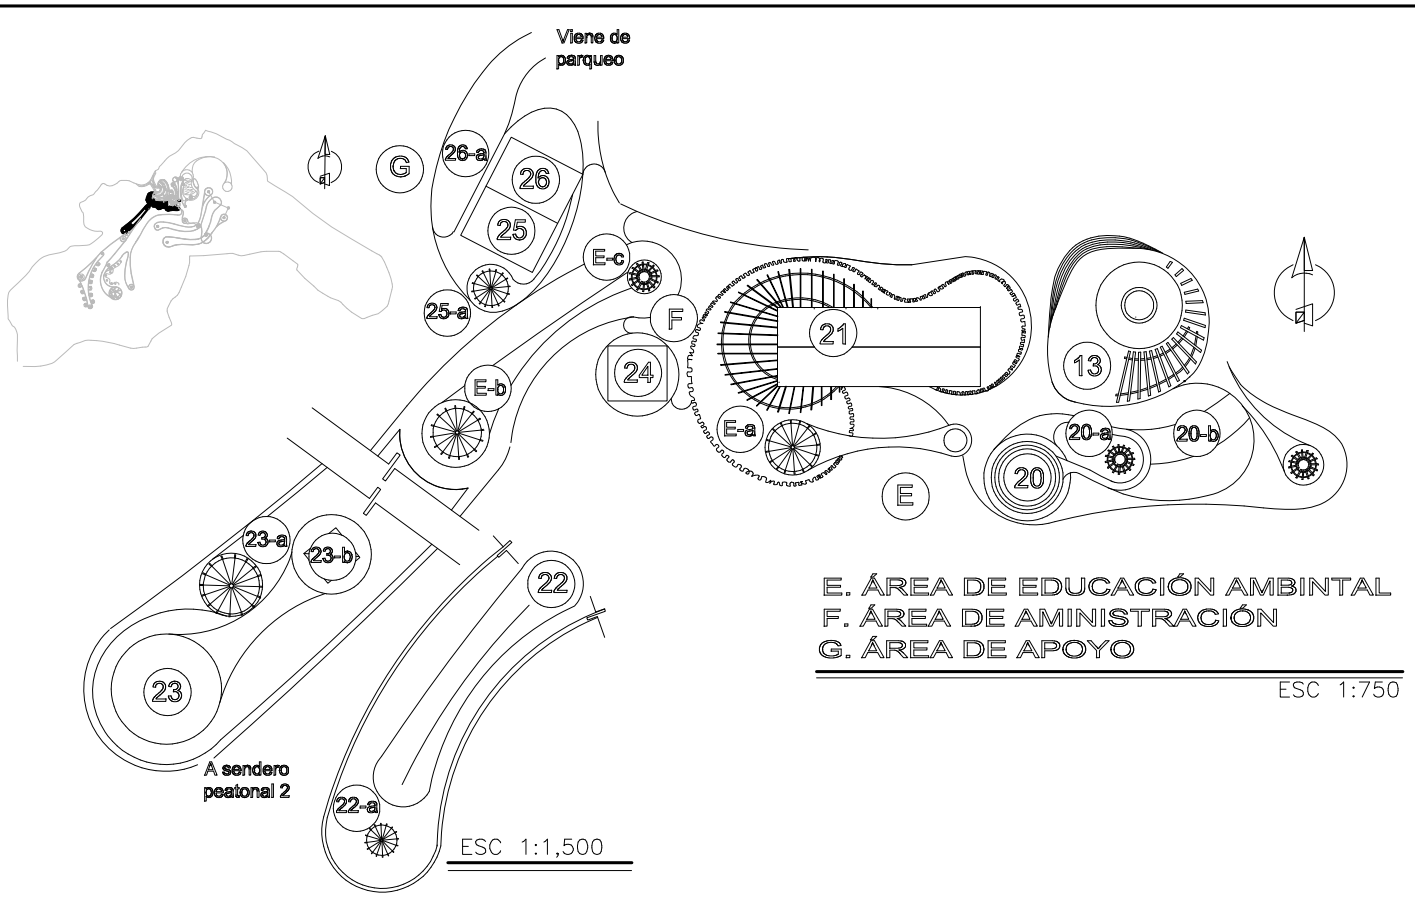 Viene de
parqueo
26-a
G
26
25
E-c
25-a
F
21
13
24
E-b
E-a
20-a
20-b
20
E
23-a
23-b
22
E. ÁREA DE EDUCACIÓN AMBINTAL
F. ÁREA DE AMINISTRACIÓN
G. ÁREA DE APOYO
ESC 1:750
23
A sendero
peatonal 2
22-a
ESC 1:1,500